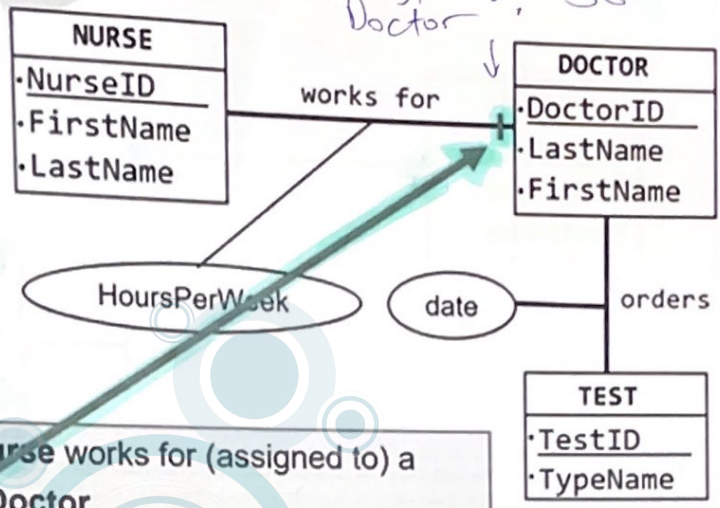 Doctor
NURSE
·NurseID
·FirstName
·LastName
works for
DOCTOR
·DoctorID
·LastName
·FirstName
HoursPerWeek
date
orders
TEST
·TestID
·TypeName
works for (assigned to) a
Doctor